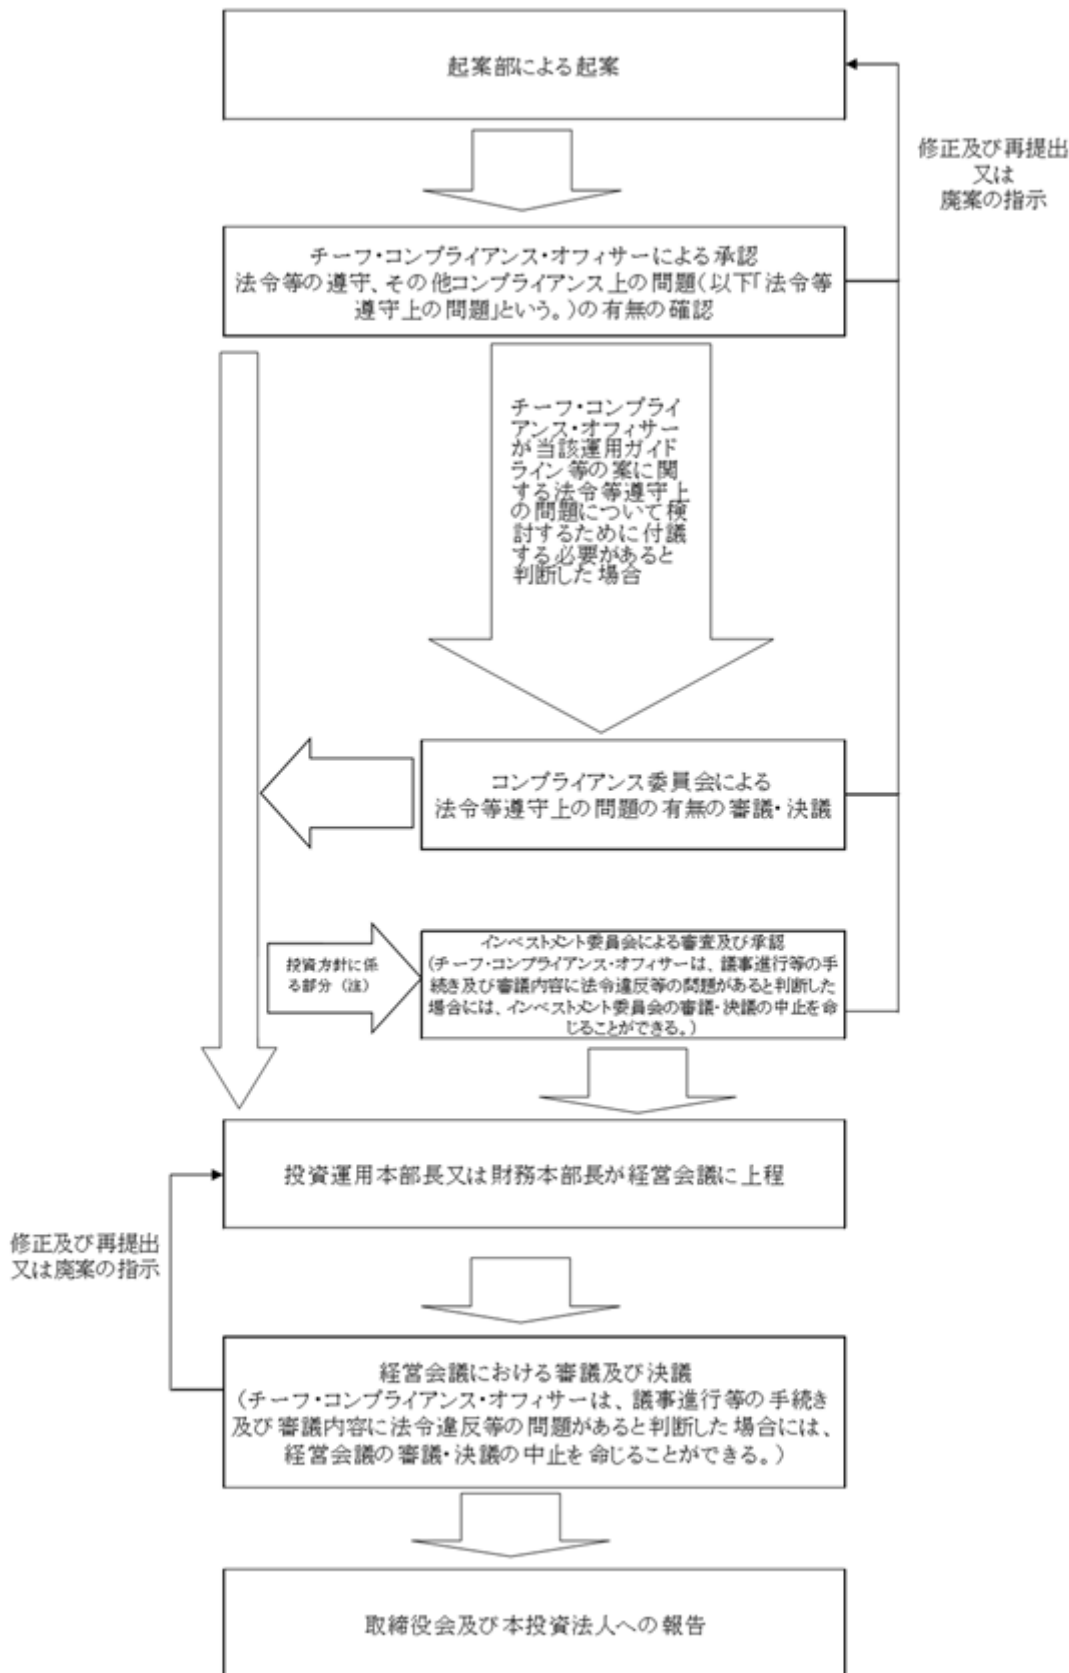 起案部による起案
修正及び再提出
又は
廃案の指示
チーフ・コンプライアンス・オフィサーによる承認
法令等の遵守、その他コンプライアンス上の問題（以下「法令等
遵守上の問題」という。）の有無の確認
チーフ・コンプライ
アンス・オフィサー
が当該運用ガイド
ライン等の案に関
する法令等遵守上
の問題について検
討するために付議
する必要があると
判断した場合
コンプライアンス委員会による
法令等遵守上の問題の有無の審議・決議
投資方針に係
る部分（注）
インベストメント委員会による審査及び承認
（チーフ・コンプライアンス・オフィサーは、議事進行等の手
続き及び審議内容に法令違反等の問題があると判断した
場合には、インベストメント委員会の審議・決議の中止を命
じることができる。）
投資運用本部長又は財務本部長が経営会議に上程
修正及び再提出
又は廃案の指示
経営会議における審議及び決議
（チーフ・コンプライアンス・オフィサーは、議事進行等の手続き
及び審議内容に法令違反等の問題があると判断した場合には、
経営会議の審議・決議の中止を命じることができる。）
取締役会及び本投資法人への報告